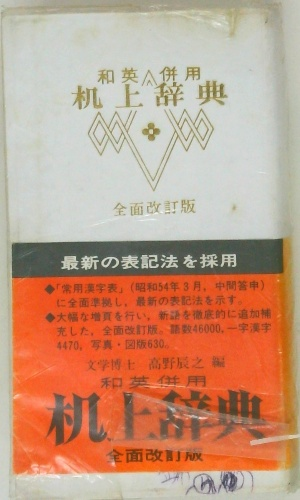 和英併用
机上辞典
全面改訂版
最新の表記法を採用
●「常用漢字表」(昭和54年3月,中間答申)
に全面準拠し,最新の表記法を示す。
●大幅な増頁を行い,新語を徹底的に追加補
充した,全面改訂版。語数46000,一字漢字
4470,写真・図版630。
文学博士 高野辰之 編
和英併用
机上辞典
全面改訂版